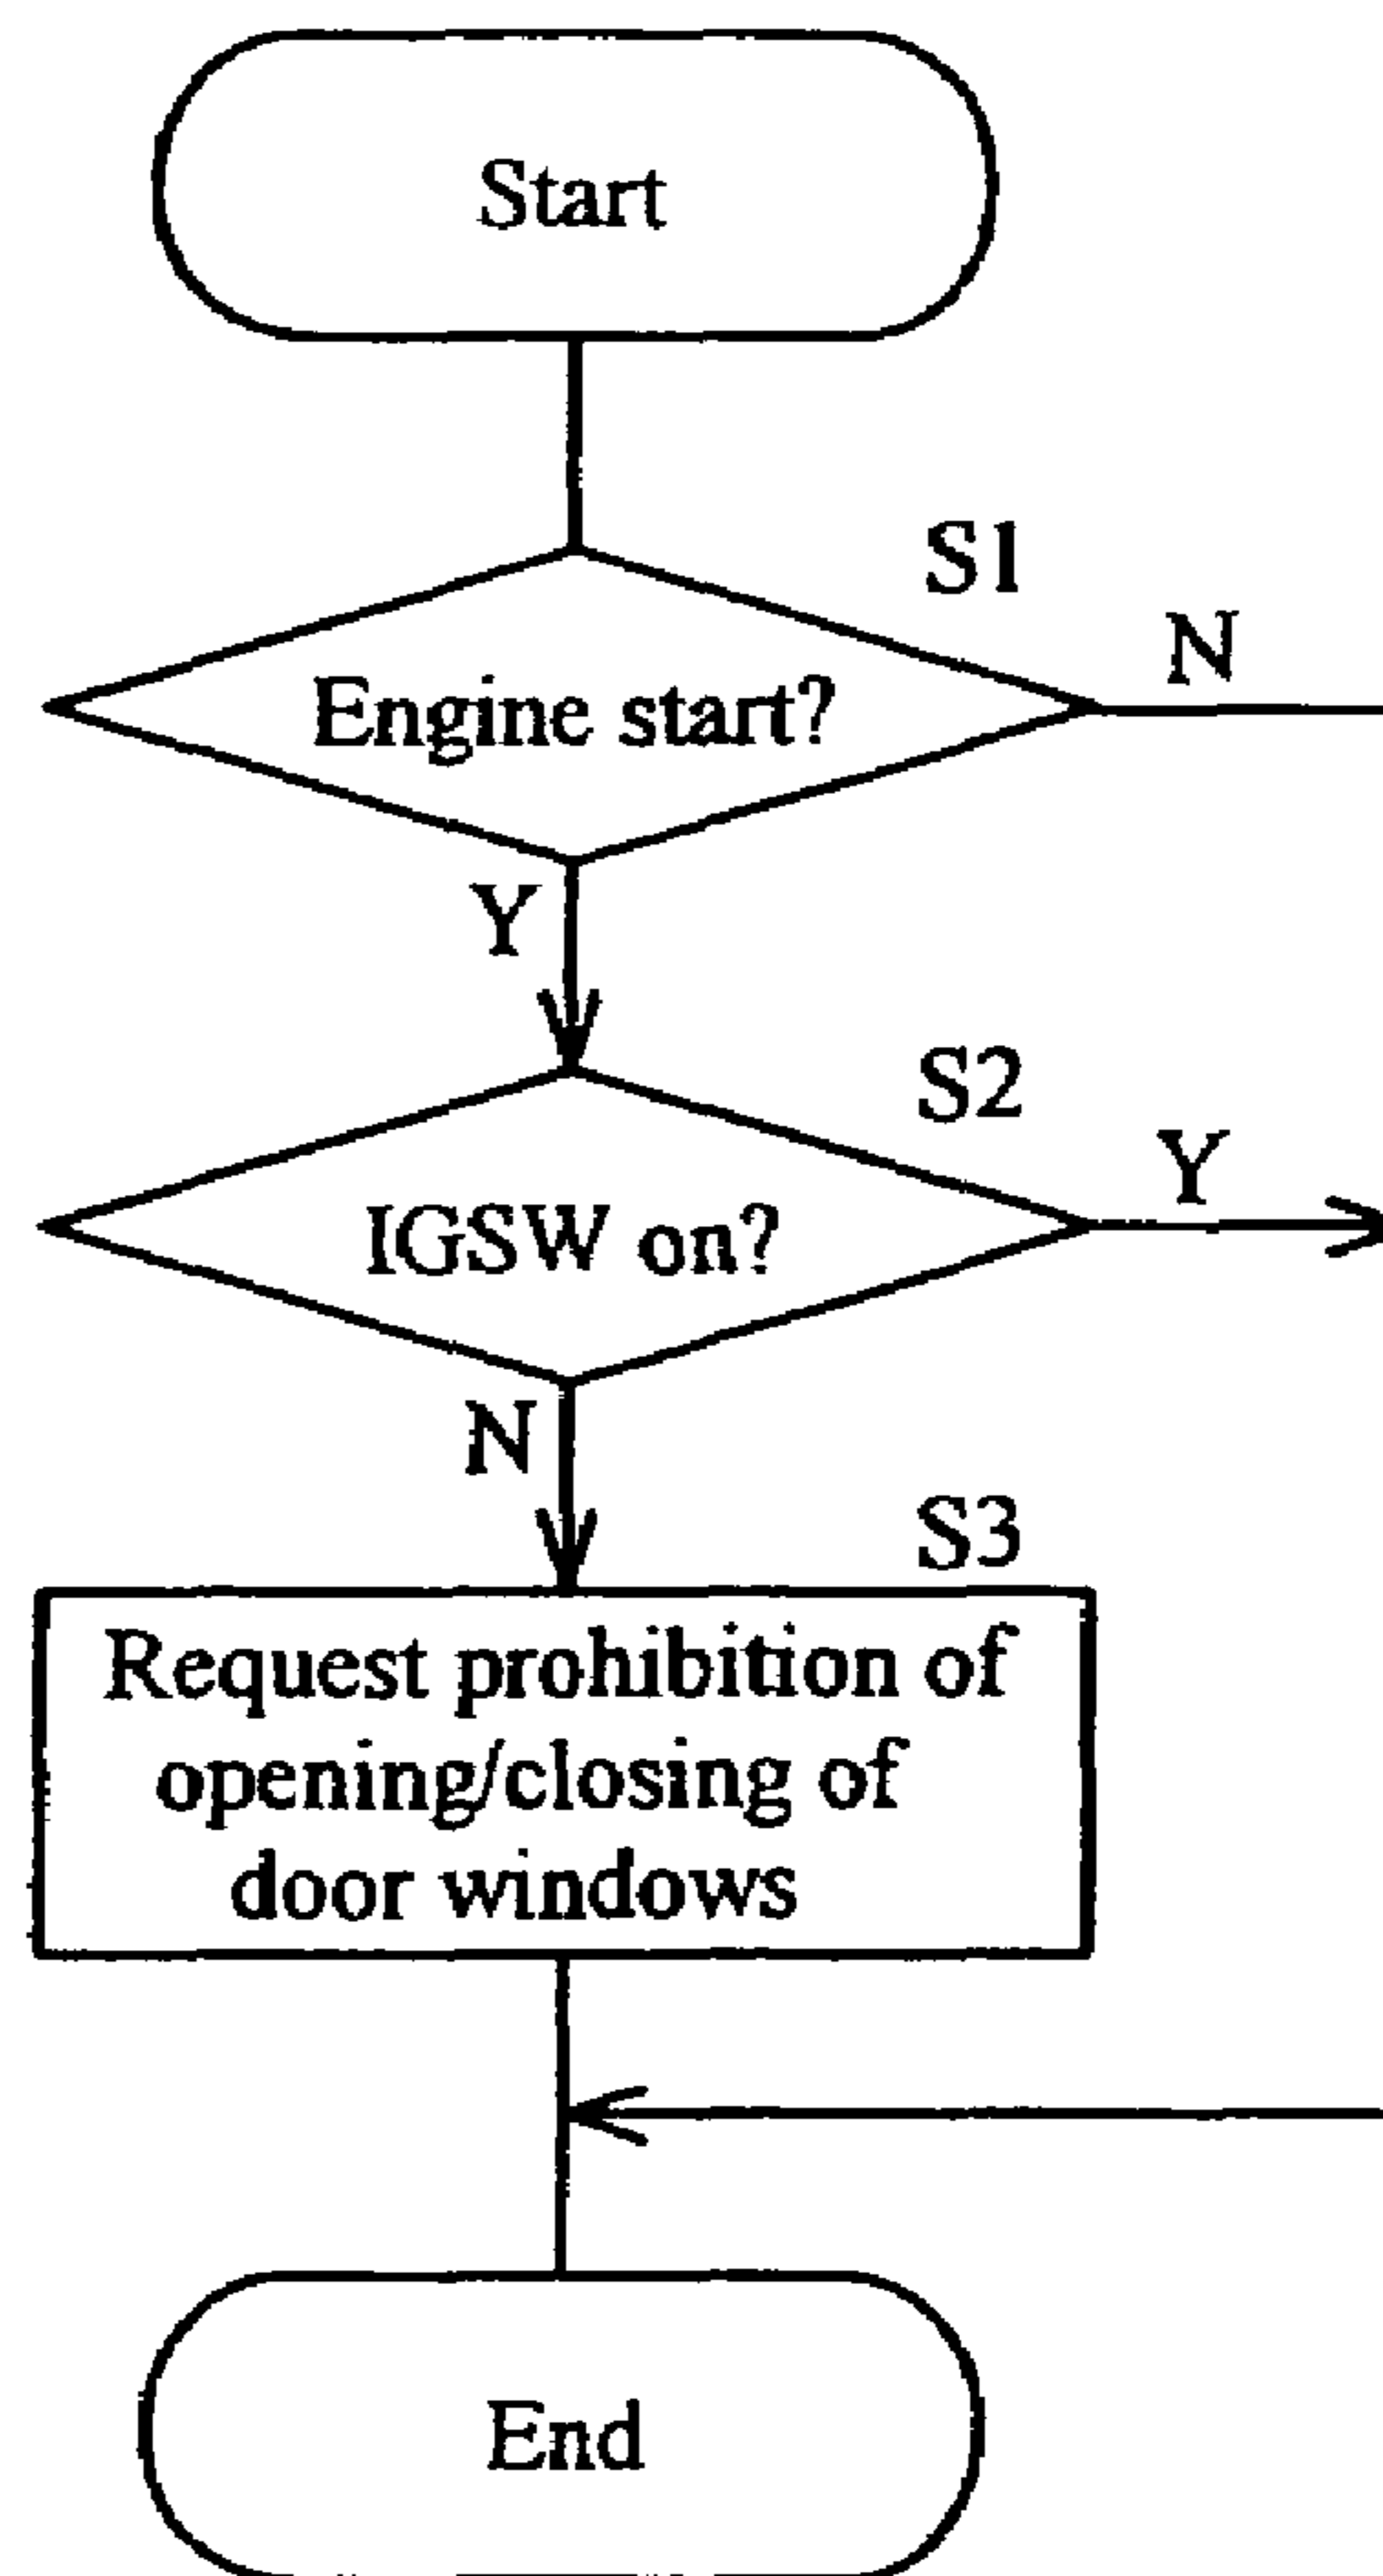 Start
S1
Engine start?
N
Y
S2
IGSW on?
Y
N
S3
Request prohibition of
opening/closing of
door windows
End